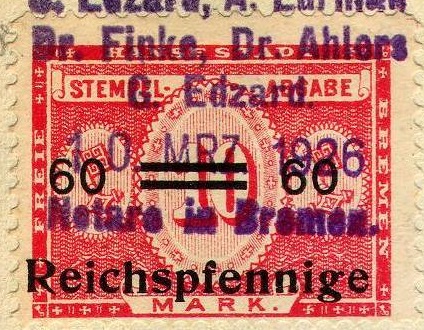 G. Edzard, A. Lürman
Dr. Finke, Dr. Ahlers
HANSESTADT
STEMPEL-ABGABE
G. Edzard.
10 MRZ 1936
FREIE
BREMEN
60 10 60
Notare in Bremen.
Reichspfennige
MARK.